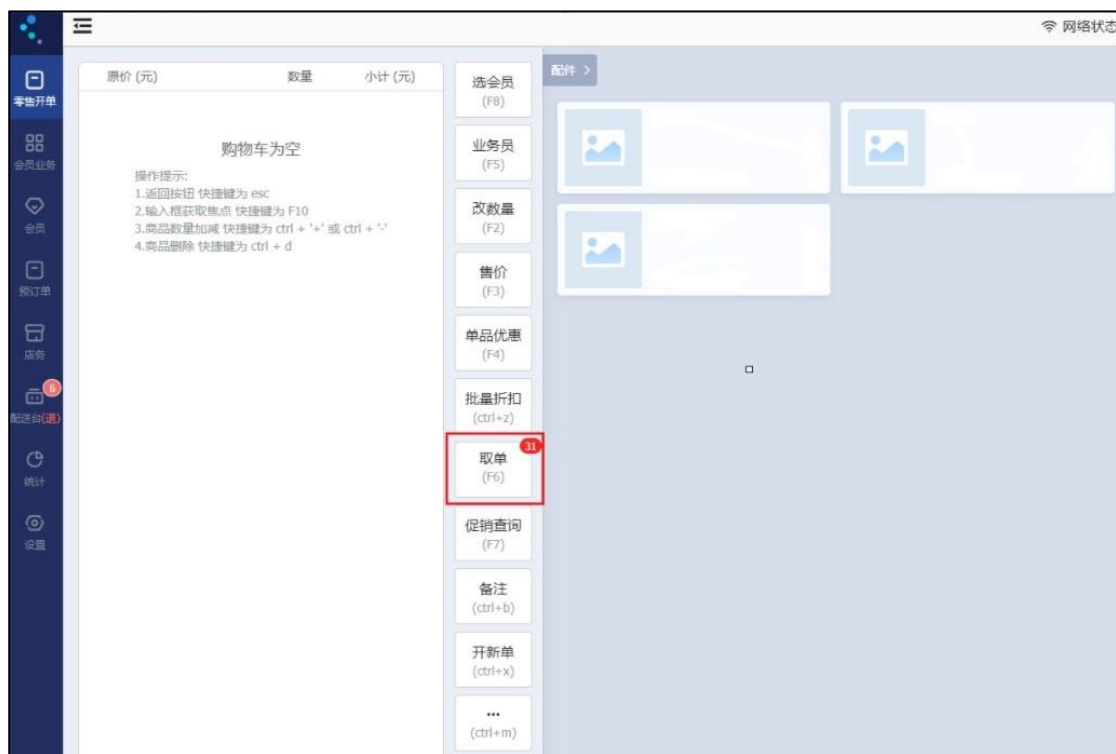 网络状态
零售开单
会员业务
会员
预订单
店务
6
配送台(退)
统计
设置
原价 (元) 数量 小计 (元)
购物车为空
操作提示:
1.返回按钮 快捷键为 esc
2.输入框获取焦点 快捷键为 F10
3.商品数量加减 快捷键为 ctrl + '+' 或 ctrl + '-'
4.商品删除 快捷键为 ctrl + d
选会员
(F8)
业务员
(F5)
改数量
(F2)
售价
(F3)
单品优惠
(F4)
批量折扣
(ctrl+z)
31
取单
(F6)
促销查询
(F7)
备注
(ctrl+b)
开新单
(ctrl+x)
...
(ctrl+m)
配件 >